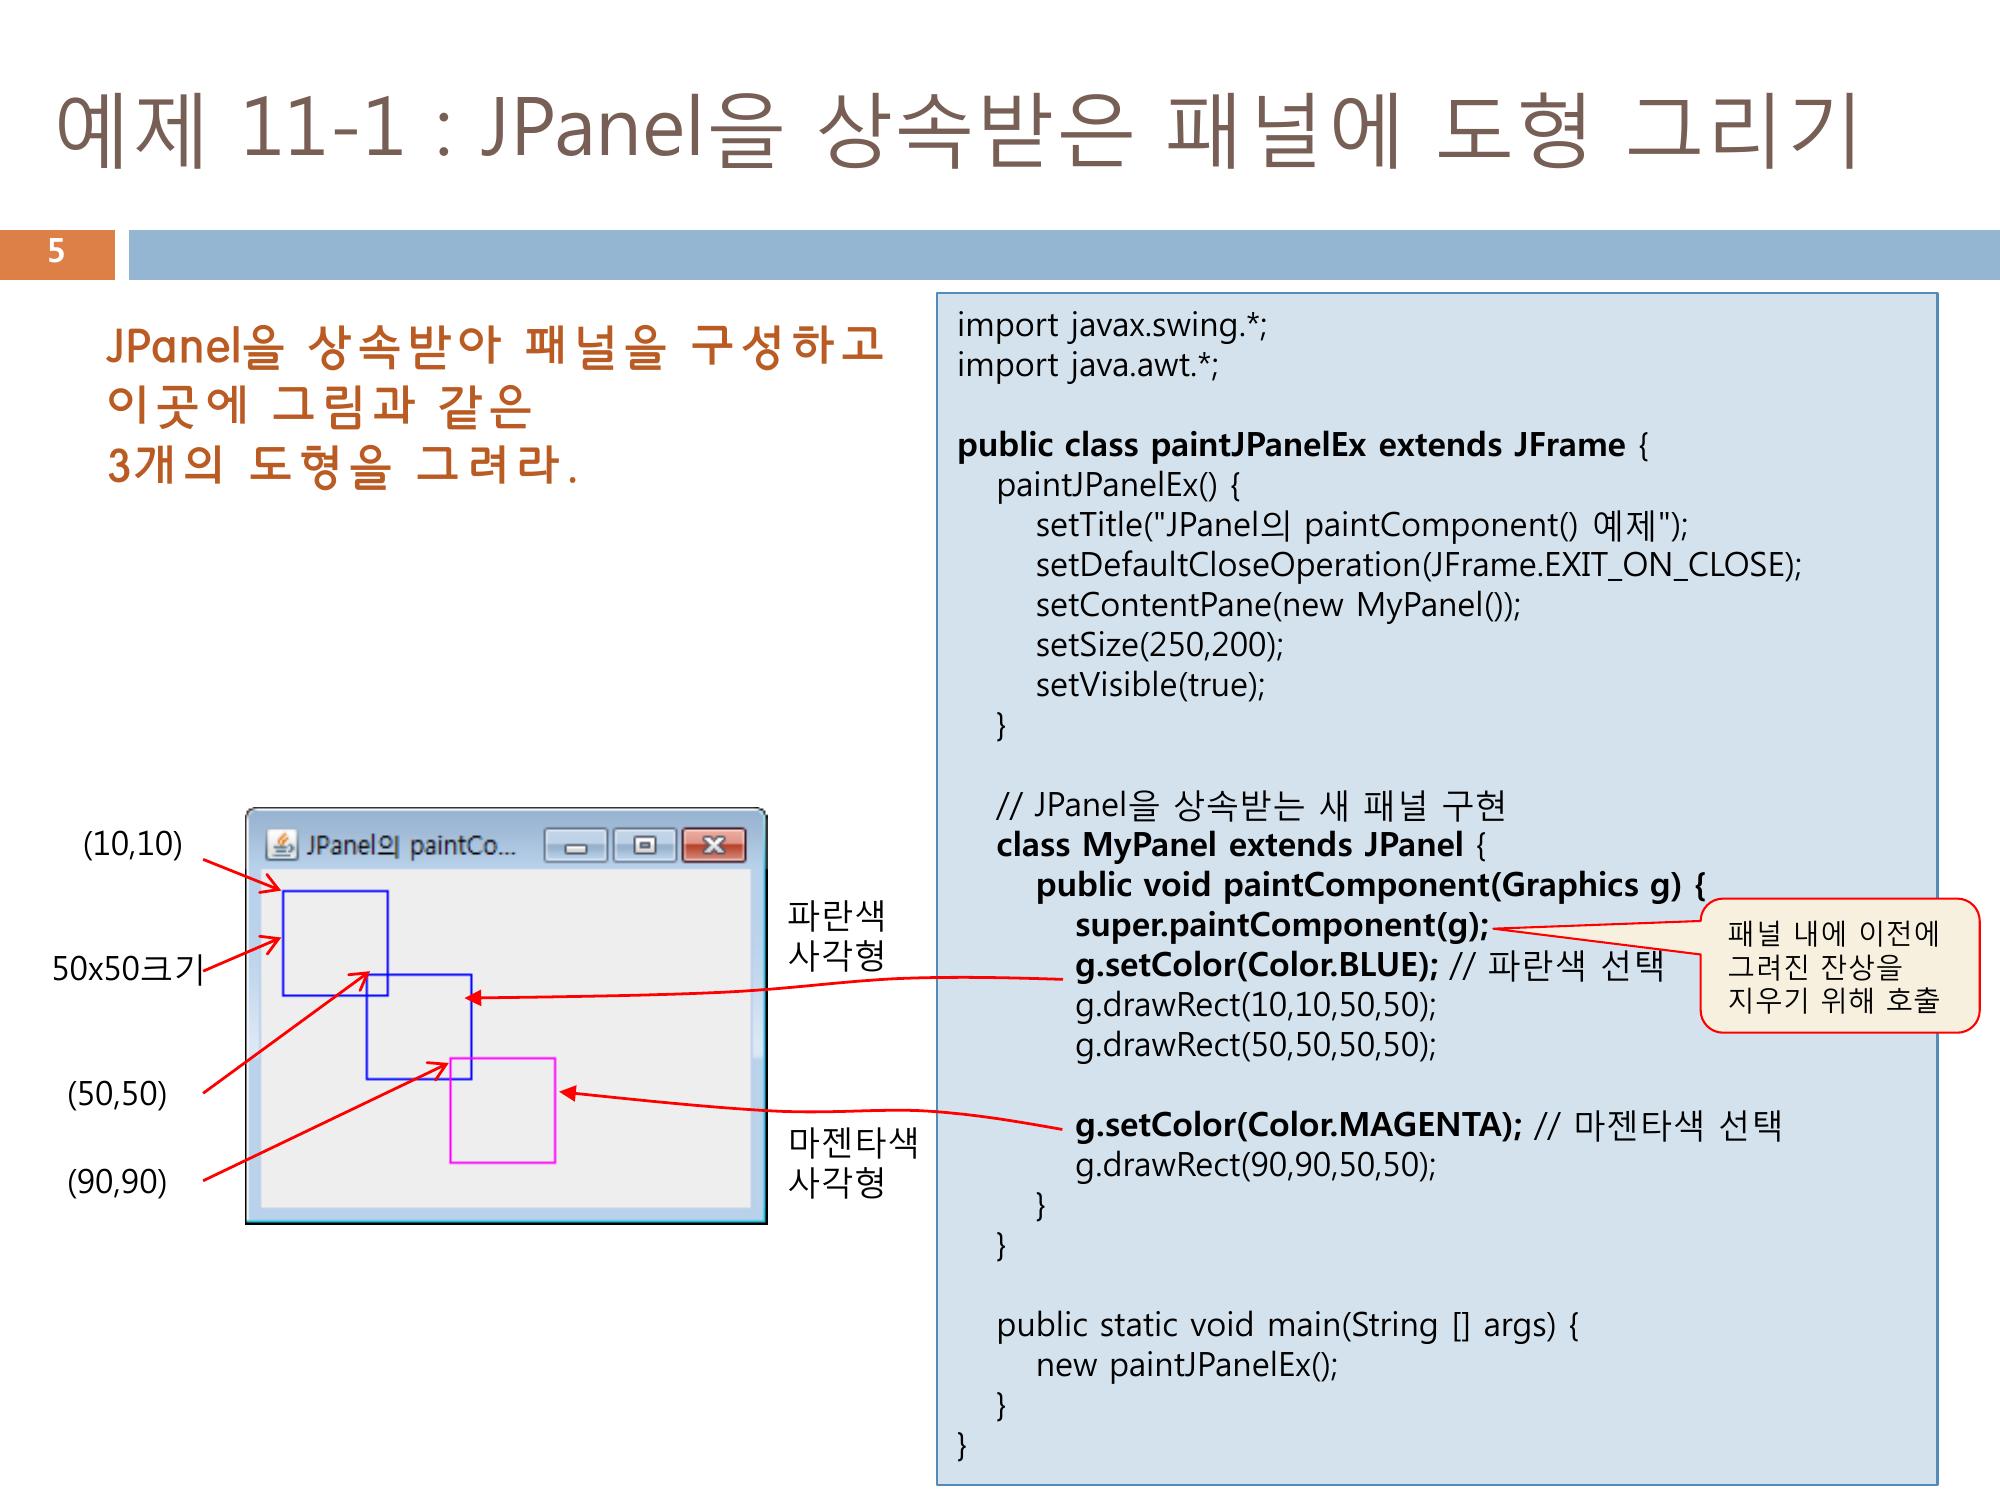 예제 11-1 : JPanel을 상속받은 패널에 도형 그리기
5
JPanel을 상속받아 패널을 구성하고
이곳에 그림과 같은
3개의 도형을 그려라.
(10,10)
50x50크기
(50,50)
(90,90)
JPanel의 paintCo...
파란색
사각형
마젠타색
사각형
import javax.swing.*;
import java.awt.*;
public class paintJPanelEx extends JFrame {
paintJPanelEx() {
setTitle("JPanel의 paintComponent() 예제");
setDefaultCloseOperation(JFrame.EXIT_ON_CLOSE);
setContentPane(new MyPanel());
setSize(250,200);
setVisible(true);
}
// JPanel을 상속받는 새 패널 구현
class MyPanel extends JPanel {
public void paintComponent(Graphics g) {
super.paintComponent(g);
g.setColor(Color.BLUE); // 파란색 선택
g.drawRect(10,10,50,50);
g.drawRect(50,50,50,50);
g.setColor(Color.MAGENTA); // 마젠타색 선택
g.drawRect(90,90,50,50);
}
}
public static void main(String [] args) {
new paintJPanelEx();
}
}
패널 내에 이전에
그려진 잔상을
지우기 위해 호출